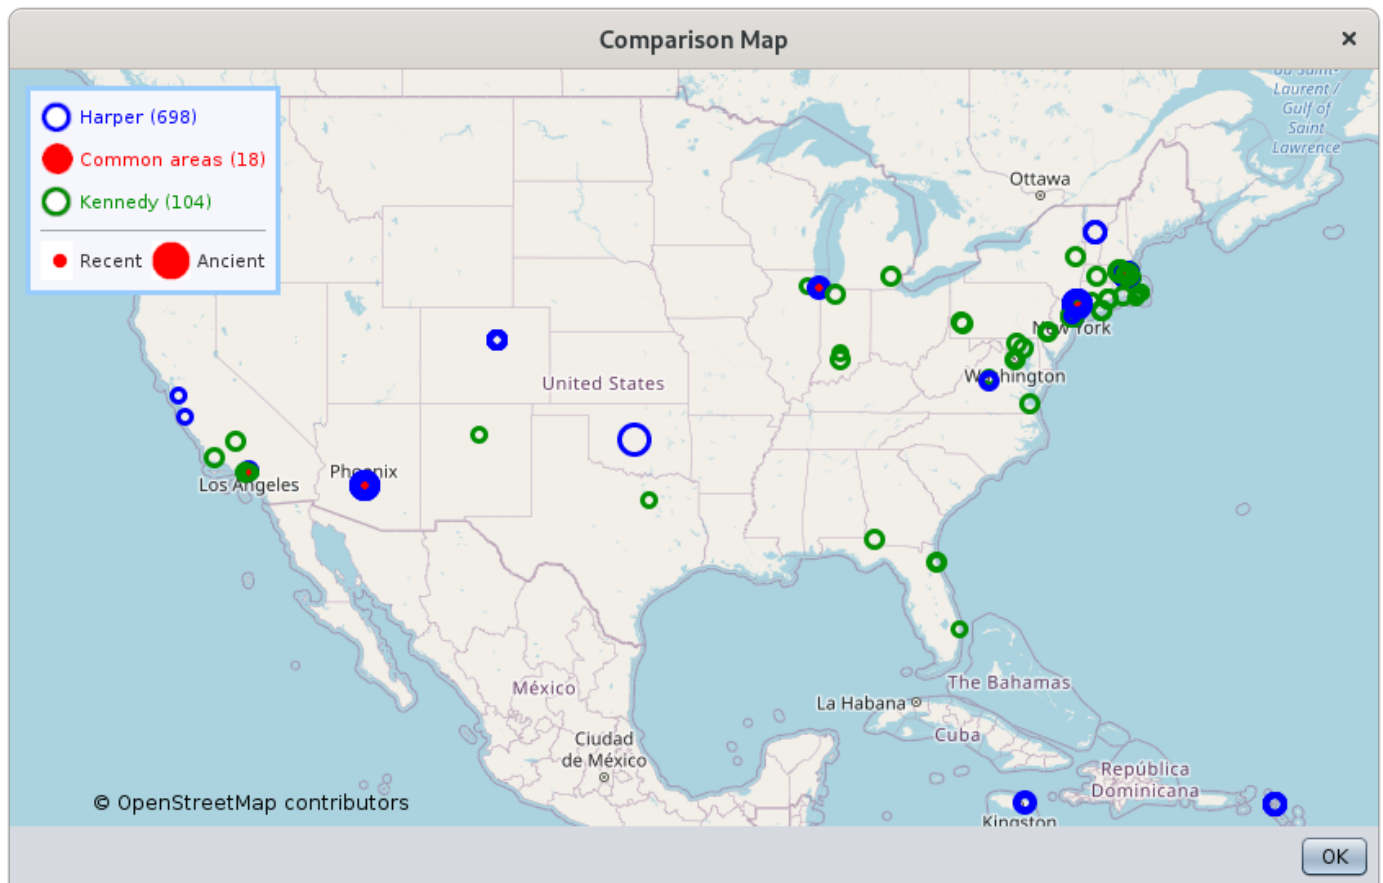 Comparison Map
×
Harper (698)
Common areas (18)
Kennedy (104)
Recent
Ancient
Laurent /
Gulf of
Saint
Lawrence
Ottawa
New York
Washington
United States
Phoenix
Los Angeles
México
The Bahamas
La Habana
Cuba
Ciudad
de México
República
Dominicana
© OpenStreetMap contributors
Kingston
OK